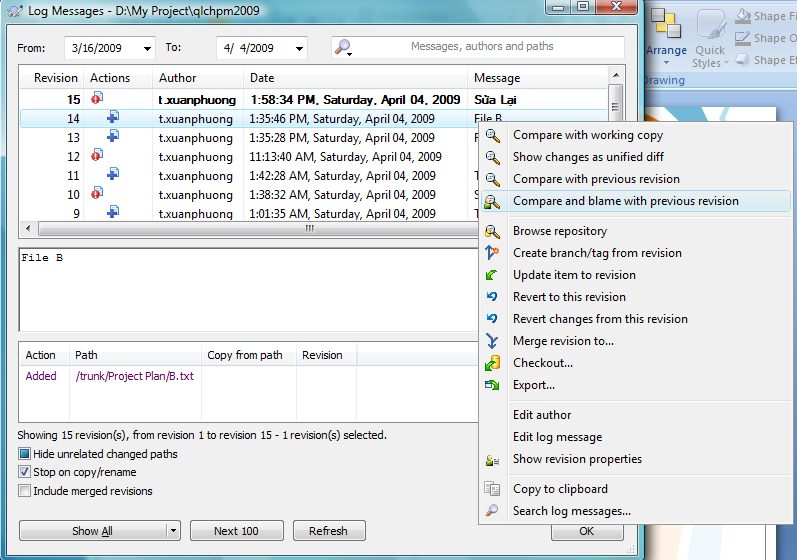 Log Messages - D:\My Project\qlchpm2009
From: 3/16/2009 To: 4/ 4/2009 Messages, authors and paths
Revision Actions Author Date Message
15 t.xuanphuong 1:58:34 PM, Saturday, April 04, 2009 Sửa Lại
14 t.xuanphuong 1:35:46 PM, Saturday, April 04, 2009 File B
13 t.xuanphuong 1:35:28 PM, Saturday, April 04, 2009
12 t.xuanphuong 11:13:40 AM, Saturday, April 04, 2009
11 t.xuanphuong 1:42:28 AM, Saturday, April 04, 2009
10 t.xuanphuong 1:38:32 AM, Saturday, April 04, 2009
9 t.xuanphuong 1:01:35 AM, Saturday, April 04, 2009
File B
Action Path Copy from path Revision
Added /trunk/Project Plan/B.txt
Showing 15 revision(s), from revision 1 to revision 15 - 1 revision(s) selected.
Hide unrelated changed paths
Stop on copy/rename
Include merged revisions
Show All Next 100 Refresh OK
Compare with working copy
Show changes as unified diff
Compare with previous revision
Compare and blame with previous revision
Browse repository
Create branch/tag from revision
Update item to revision
Revert to this revision
Revert changes from this revision
Merge revision to...
Checkout...
Export...
Edit author
Edit log message
Show revision properties
Copy to clipboard
Search log messages...
Arrange
Quick
Styles
Shape
Shape
Shape
Drawing